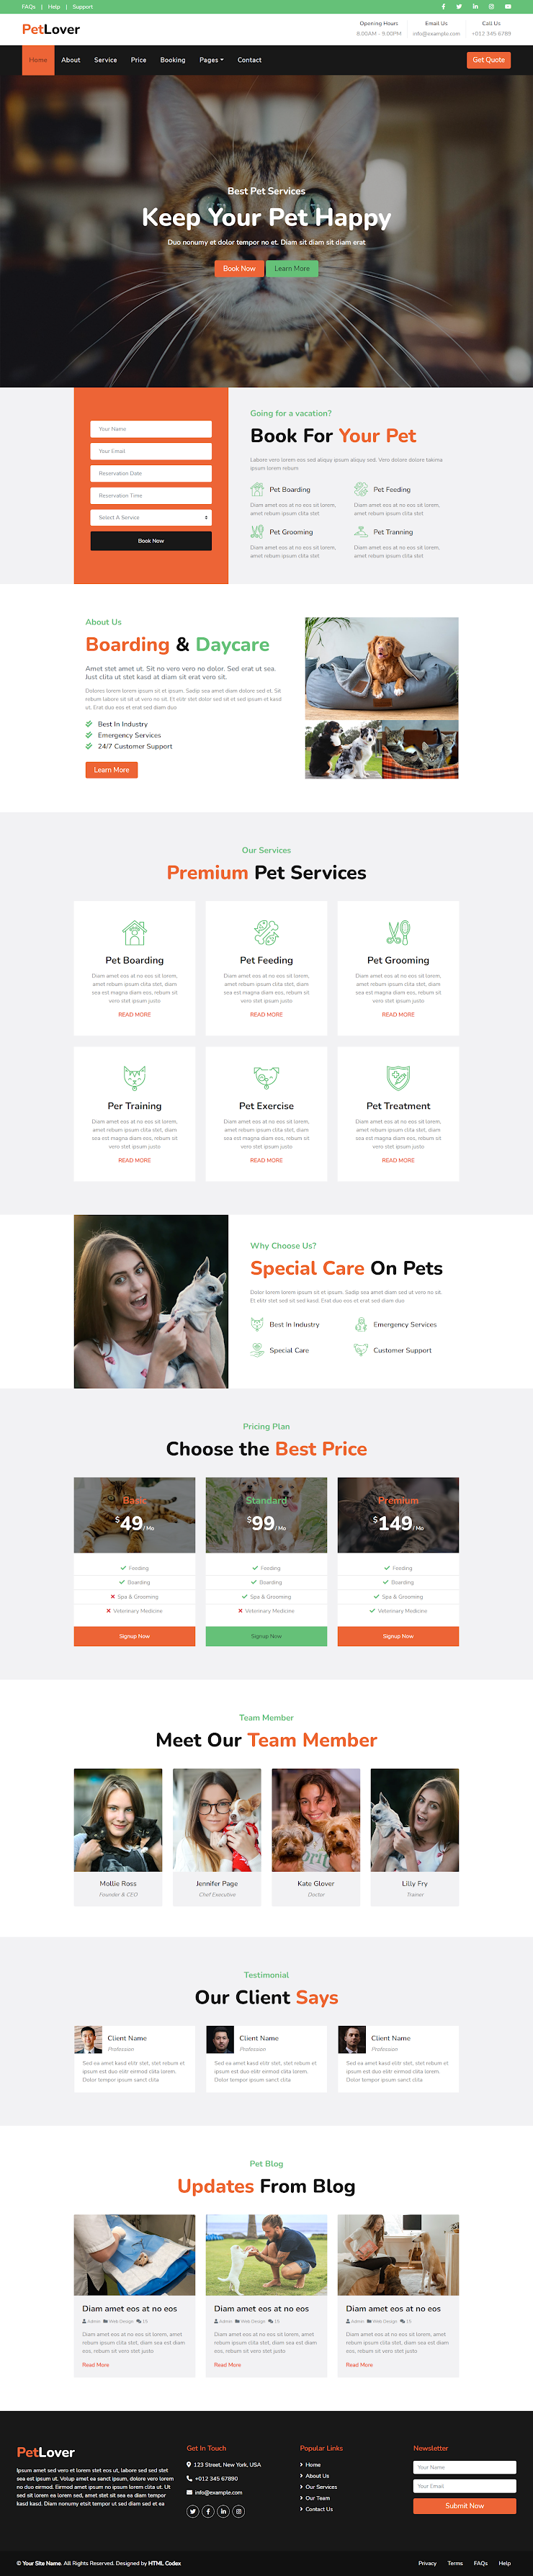 FAQs | Help | Support
PetLover
Opening Hours
8.00AM - 9.00PM
Email Us
info@example.com
Call Us
+012 345 6789
Home About Service Price Booking Pages Contact
Get Quote
Best Pet Services
Keep Your Pet Happy
Duo nonumy et dolor tempor no et. Diam sit diam sit diam erat
Book Now Learn More
Your Name
Your Email
Reservation Date
Reservation Time
Select A Service
Book Now
Going for a vacation?
Book For Your Pet
Labore vero lorem eos sed aliquy ipsum aliquy sed. Vero dolore dolore takima
ipsum lorem rebum
Pet Boarding
Diam amet eos at no eos sit lorem,
amet rebum ipsum clita stet
Pet Feeding
Diam amet eos at no eos sit lorem,
amet rebum ipsum clita stet
Pet Grooming
Diam amet eos at no eos sit lorem,
amet rebum ipsum clita stet
Pet Tranning
Diam amet eos at no eos sit lorem,
amet rebum ipsum clita stet
About Us
Boarding & Daycare
Amet stet amet ut. Sit no vero vero no dolor. Sed erat ut sea.
Just clita ut stet kasd at diam sit erat vero sit.
Dolores lorem lorem ipsum sit et ipsum. Sadip sea amet diam dolore sed et. Sit
rebum labore sit sit ut vero no sit. Et elitr stet dolor sed sit et sed ipsum et kasd
ut. Erat duo eos et erat sed diam duo
Best In Industry
Emergency Services
24/7 Customer Support
Learn More
Our Services
Premium Pet Services
Pet Boarding
Diam amet eos at no eos sit lorem,
amet rebum ipsum clita stet, diam
sea est magna diam eos, rebum sit
vero stet ipsum justo
READ MORE
Pet Feeding
Diam amet eos at no eos sit lorem,
amet rebum ipsum clita stet, diam
sea est magna diam eos, rebum sit
vero stet ipsum justo
READ MORE
Pet Grooming
Diam amet eos at no eos sit lorem,
amet rebum ipsum clita stet, diam
sea est magna diam eos, rebum sit
vero stet ipsum justo
READ MORE
Per Training
Diam amet eos at no eos sit lorem,
amet rebum ipsum clita stet, diam
sea est magna diam eos, rebum sit
vero stet ipsum justo
READ MORE
Pet Exercise
Diam amet eos at no eos sit lorem,
amet rebum ipsum clita stet, diam
sea est magna diam eos, rebum sit
vero stet ipsum justo
READ MORE
Pet Treatment
Diam amet eos at no eos sit lorem,
amet rebum ipsum clita stet, diam
sea est magna diam eos, rebum sit
vero stet ipsum justo
READ MORE
Why Choose Us?
Special Care On Pets
Dolor lorem lorem ipsum sit et ipsum. Sadip sea amet diam sed ut vero no sit.
Et elitr stet sed sit sed kasd. Erat duo eos et erat sed diam duo
Best In Industry
Emergency Services
Special Care
Customer Support
Pricing Plan
Choose the Best Price
Basic
$49/ Mo
Feeding
Boarding
Spa & Grooming
Veterinary Medicine
Signup Now
Standard
$99/ Mo
Feeding
Boarding
Spa & Grooming
Veterinary Medicine
Signup Now
Premium
$149/ Mo
Feeding
Boarding
Spa & Grooming
Veterinary Medicine
Signup Now
Team Member
Meet Our Team Member
Mollie Ross
Founder & CEO
Jennifer Page
Chef Executive
Kate Glover
Doctor
Lilly Fry
Trainer
Testimonial
Our Client Says
Client Name
Profession
Sed ea amet kasd elitr stet, stet rebum et
ipsum est duo elitr eirmod clita lorem.
Dolor tempor ipsum sanct clita
Client Name
Profession
Sed ea amet kasd elitr stet, stet rebum et
ipsum est duo elitr eirmod clita lorem.
Dolor tempor ipsum sanct clita
Client Name
Profession
Sed ea amet kasd elitr stet, stet rebum et
ipsum est duo elitr eirmod clita lorem.
Dolor tempor ipsum sanct clita
Pet Blog
Updates From Blog
Diam amet eos at no eos
Admin Web Design 15
Diam amet eos at no eos sit lorem, amet
rebum ipsum clita stet, diam sea est diam
eos, rebum sit vero stet justo
Read More
Diam amet eos at no eos
Admin Web Design 15
Diam amet eos at no eos sit lorem, amet
rebum ipsum clita stet, diam sea est diam
eos, rebum sit vero stet justo
Read More
Diam amet eos at no eos
Admin Web Design 15
Diam amet eos at no eos sit lorem, amet
rebum ipsum clita stet, diam sea est diam
eos, rebum sit vero stet justo
Read More
PetLover
Ipsum amet sed vero et lorem stet eos ut, labore sed sed stet
sea est ipsum ut. Volup amet ea sanct ipsum, dolore vero lorem
no duo eirmod. Eirmod amet ipsum no ipsum lorem clita ut. Ut
sed sit lorem ea lorem sed, amet stet sit sea ea diam tempor
kasd kasd. Diam nonumy etsit tempor ut sed diam sed et ea
Get In Touch
123 Street, New York, USA
+012 345 67890
info@example.com
Popular Links
Home
About Us
Our Services
Our Team
Contact Us
Newsletter
Your Name
Your Email
Submit Now
© Your Site Name. All Rights Reserved. Designed by HTML Codex
Privacy Terms FAQs Help